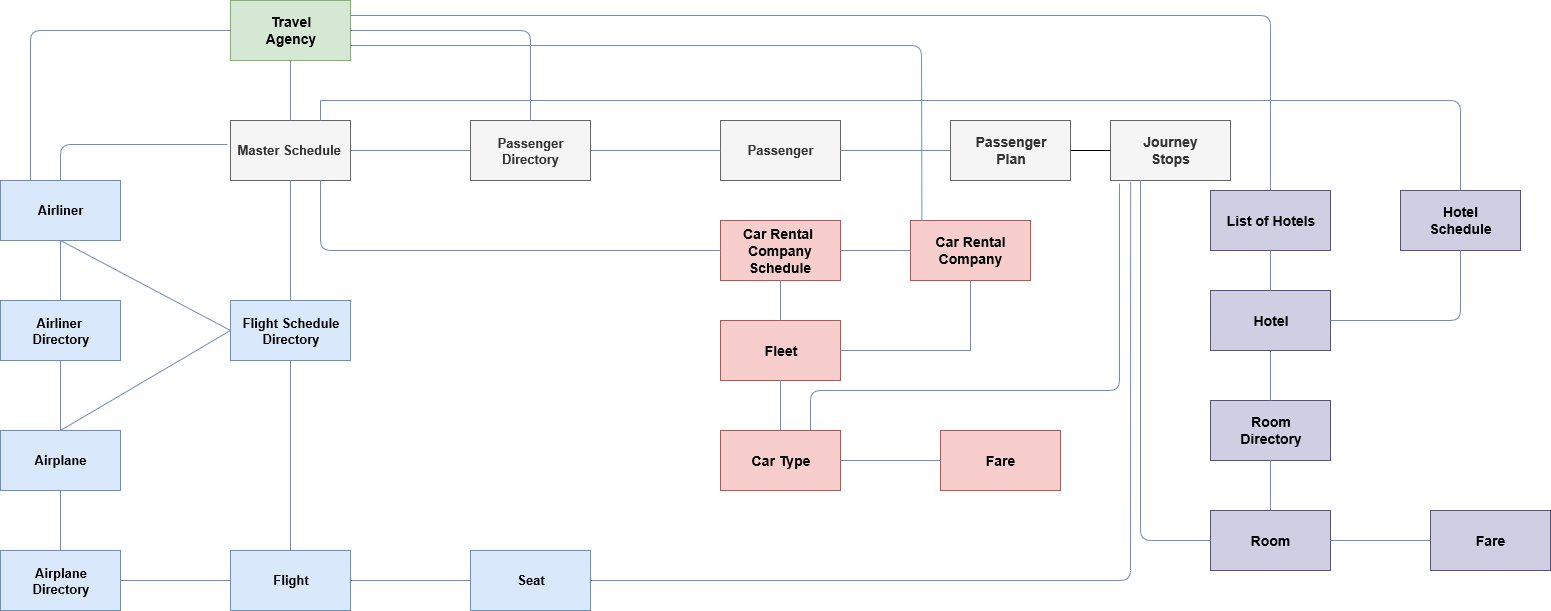 Travel
Agency
Master Schedule
Passenger
Directory
Passenger
Passenger
Plan
Journey
Stops
Airliner
List of Hotels
Hotel
Schedule
Car Rental
Company
Schedule
Car Rental
Company
Airliner
Directory
Flight Schedule
Directory
Fleet
Hotel
Airplane
Car Type
Fare
Room
Directory
Airplane
Directory
Flight
Seat
Room
Fare